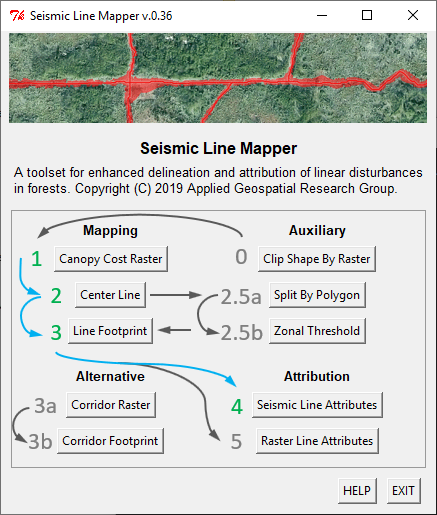 Seismic Line Mapper v.0.36
Seismic Line Mapper
A toolset for enhanced delineation and attribution of linear disturbances
in forests. Copyright (C) 2019 Applied Geospatial Research Group.
Mapping
1 Canopy Cost Raster
2 Center Line
3 Line Footprint
Auxiliary
0 Clip Shape By Raster
2.5a Split By Polygon
2.5b Zonal Threshold
Alternative
3a Corridor Raster
3b Corridor Footprint
Attribution
4 Seismic Line Attributes
5 Raster Line Attributes
HELP EXIT